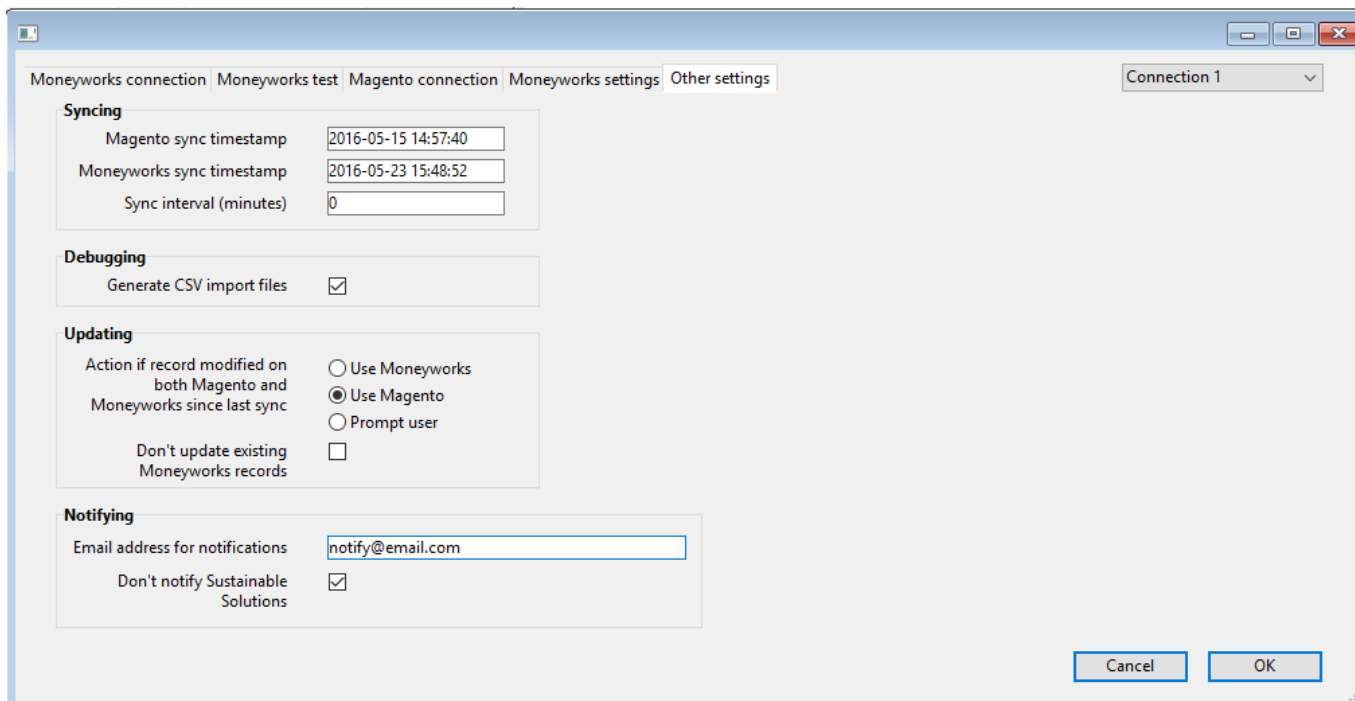 Moneyworks connection Moneyworks test Magento connection Moneyworks settings Other settings Connection 1
Syncing
Magento sync timestamp 2016-05-15 14:57:40
Moneyworks sync timestamp 2016-05-23 15:48:52
Sync interval (minutes) 0
Debugging
Generate CSV import files
Updating
Action if record modified on
both Magento and
Moneyworks since last sync
Use Moneyworks
Use Magento
Prompt user
Don't update existing
Moneyworks records
Notifying
Email address for notifications notify@email.com
Don't notify Sustainable
Solutions
Cancel OK